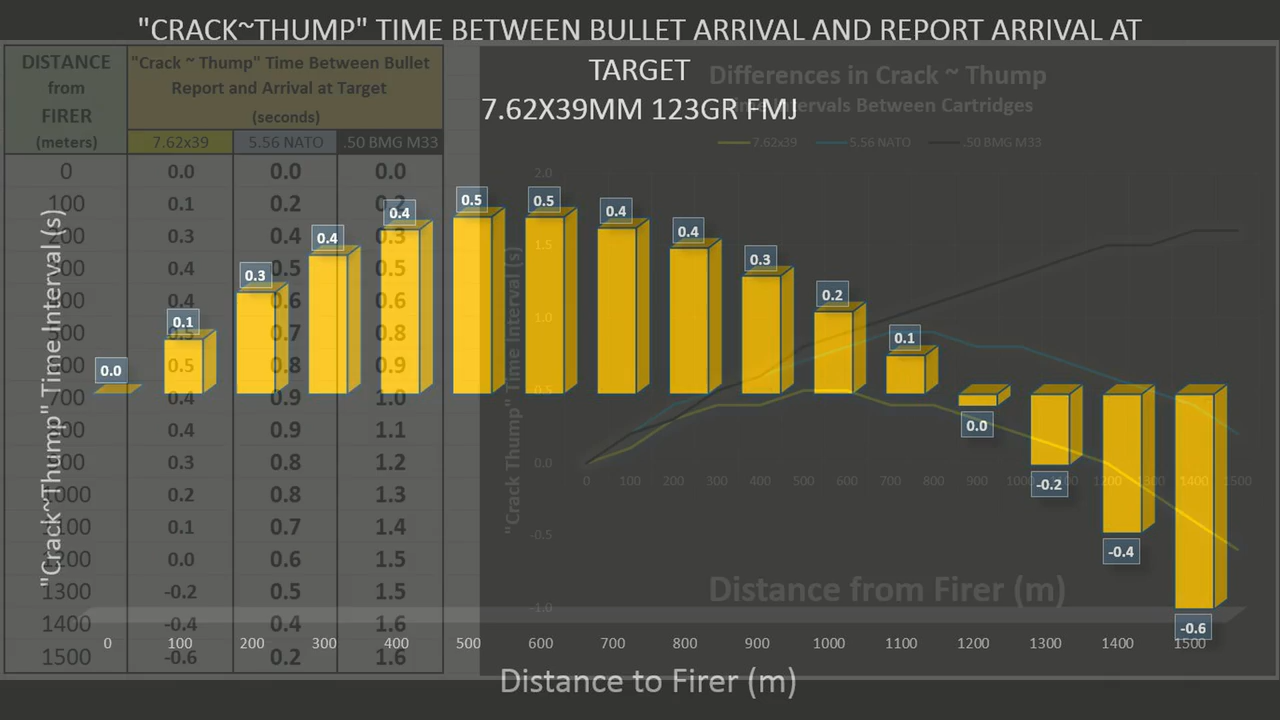 "CRACK~THUMP" TIME BETWEEN BULLET ARRIVAL AND REPORT ARRIVAL AT
TARGET
7.62X39MM 123GR FMJ
"Crack~Thump" Time Interval (s)
0.0
0.1
0.3
0.4
0.4
0.5
0.5
0.4
0.4
0.3
0.2
0.1
0.0
-0.2
-0.4
-0.6
0 100 200 300 400 500 600 700 800 900 1000 1100 1200 1300 1400 1500
Distance to Firer (m)
DISTANCE
from
FIRER
(meters)
"Crack ~ Thump" Time Between Bullet
Report and Arrival at Target
(seconds)
7.62x39 5.56 NATO .50 BMG M33
0 0.0 0.0 0.0
100 0.1 0.2 0.2
200 0.3 0.4 0.3
0.4 0.5 0.5
0.4 0.6 0.6
0.5 0.7 0.8
0.5 0.8 0.9
700 0.4 0.9 1.0
0.4 0.9 1.1
0.3 0.8 1.2
1000 0.2 0.8 1.3
1100 0.1 0.7 1.4
1200 0.0 0.6 1.5
1300 -0.2 0.5 1.5
1400 -0.4 0.4 1.6
1500 -0.6 0.2 1.6
Differences in Crack ~ Thump
Intervals Between Cartridges
7.62x39 5.56 NATO .50 BMG M33
"Crack Thump" Time Interval (s)
2.0
1.5
1.0
0.5
0.0
-0.5
-1.0
0 100 200 300 400 500 600 700 800 900 1000 1100 1200 1300 1400 1500
Distance from Firer (m)